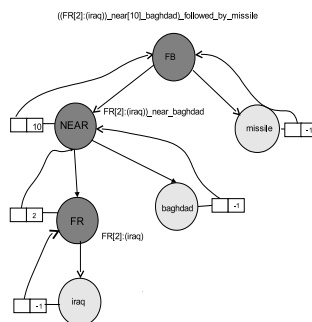 ((FR[2]:(iraq))_near[10]_baghdad)_followed_by_missile
FB
FR[2]:(iraq))_near_baghdad
10
NEAR
missile
-1
2
FR
baghdad
-1
FR[2]:(iraq)
-1
iraq